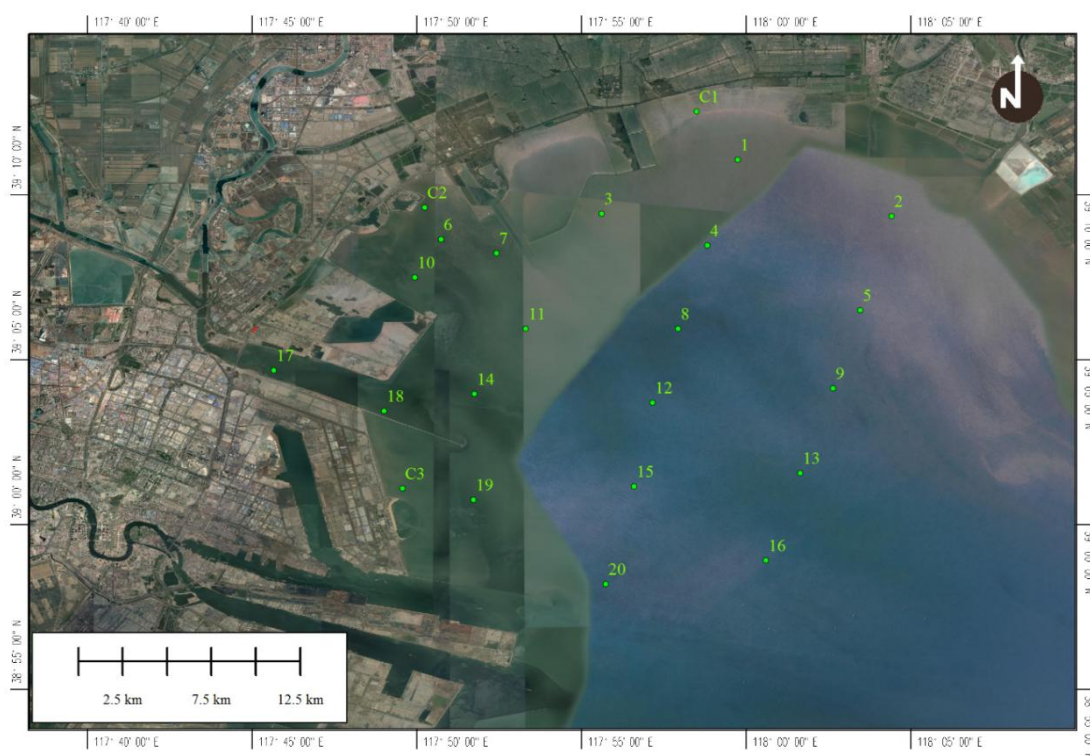 117° 40' 00" E
117° 45' 00" E
117° 50' 00" E
117° 55' 00" E
118° 00' 00" E
118° 05' 00" E
N
C1
1
39° 10' 00" N
C2
3
2
6
4
7
10
5
11
8
39° 05' 00" N
17
9
14
12
18
13
C3
15
19
39° 00' 00" N
16
20
38° 55' 00" N
2.5 km
7.5 km
12.5 km
117° 40' 00" E
117° 45' 00" E
117° 50' 00" E
117° 55' 00" E
118° 00' 00" E
118° 05' 00" E